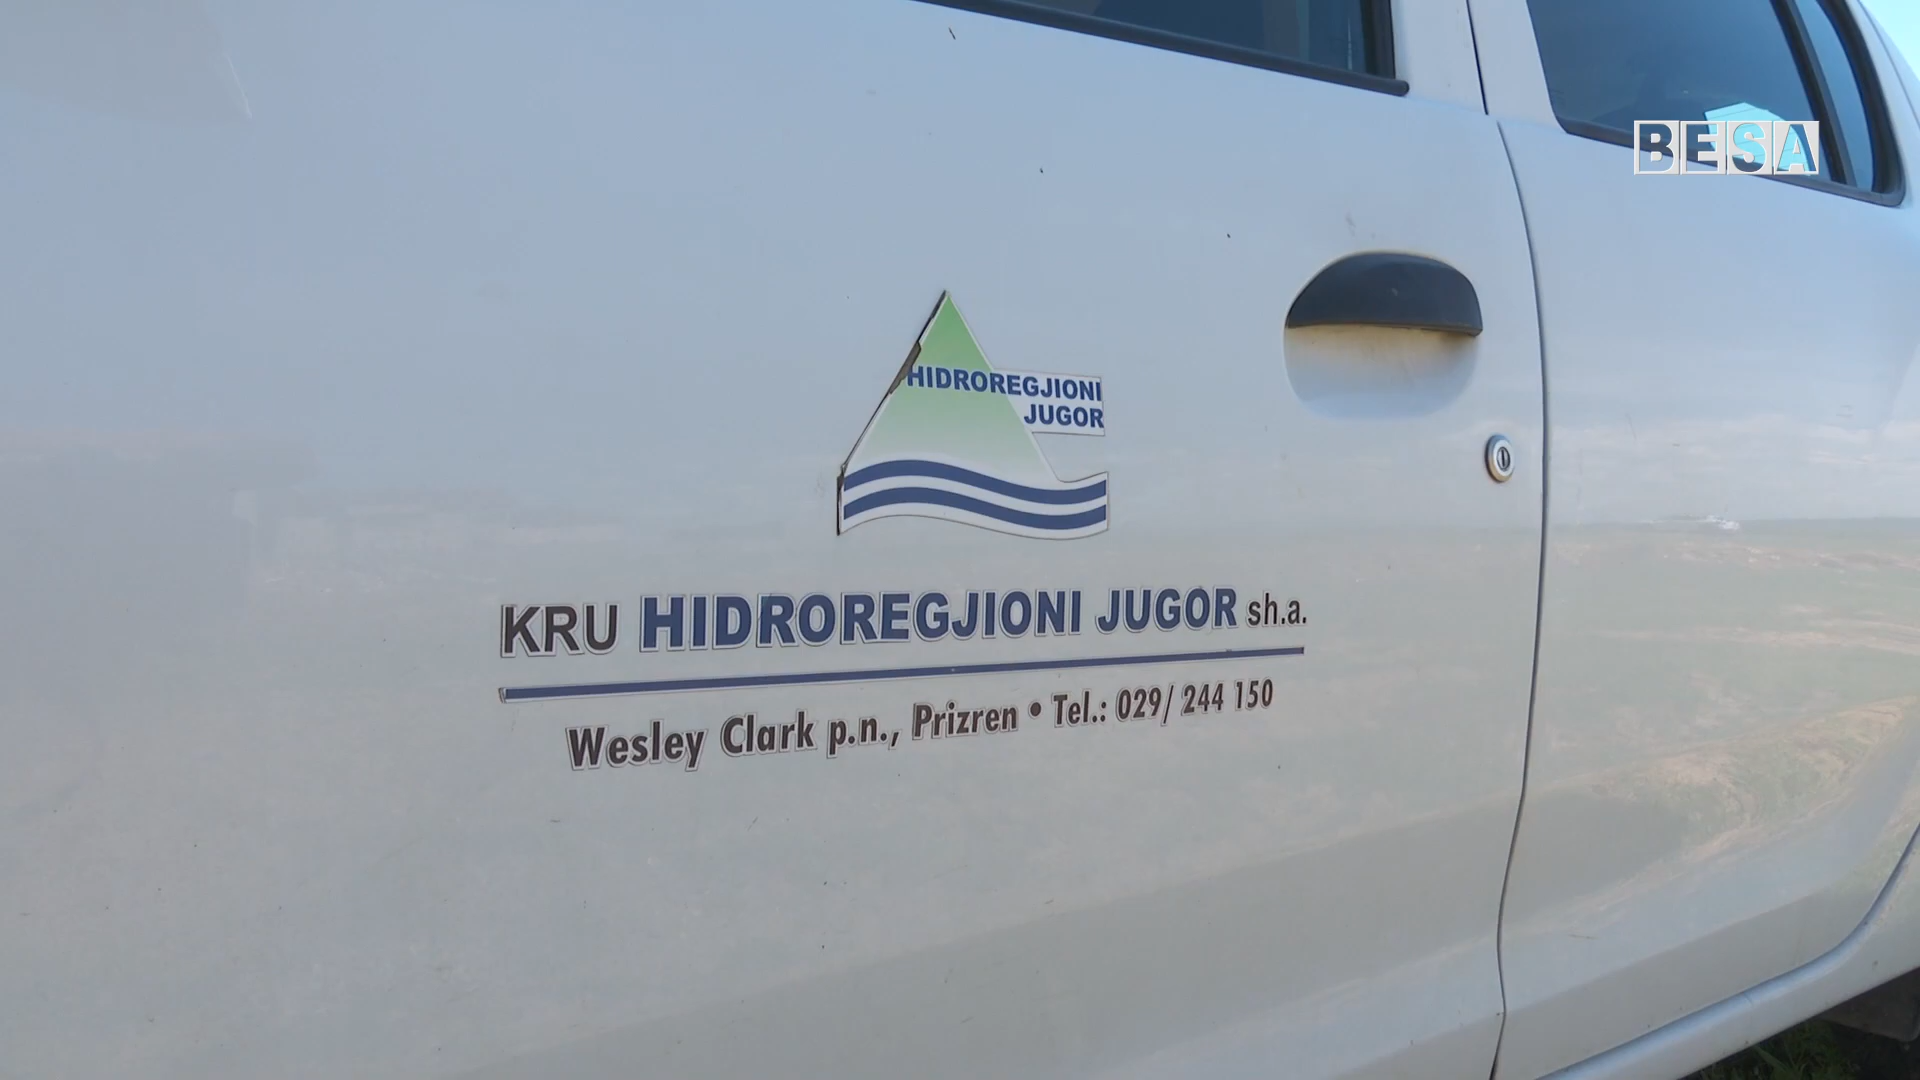 BESA
HIDROREGJIONI
JUGOR
KRU HIDROREGJIONI JUGOR sh.a.
Wesley Clark p.n., Prizren • Tel.: 029/ 244 150